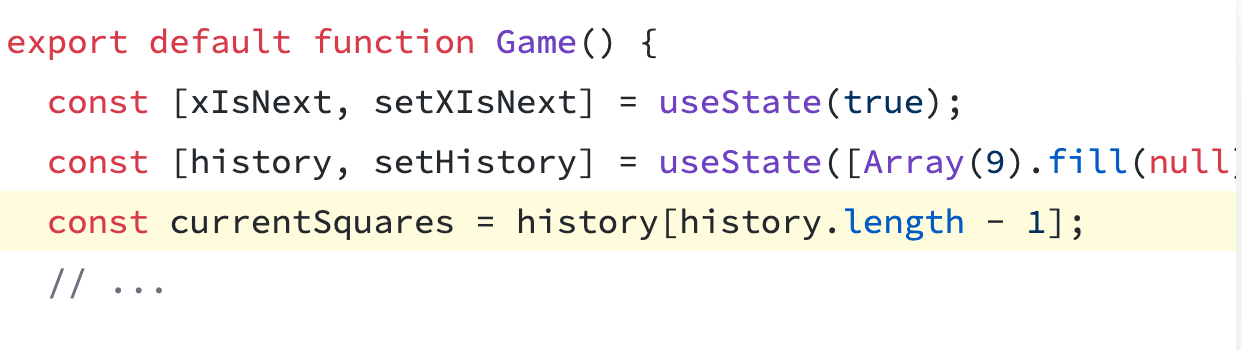 export default function Game() {
  const [xIsNext, setXIsNext] = useState(true);
  const [history, setHistory] = useState([Array(9).fill(null)
  const currentSquares = history[history.length - 1];
  // ...